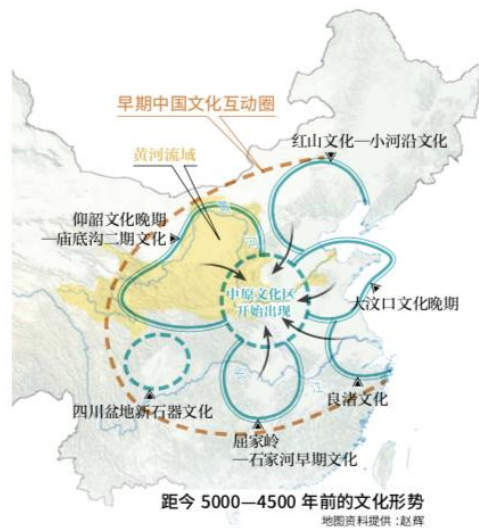 早期中国文化互动圈
红山文化—小河沿文化
黄河流域
仰韶文化晚期
—庙底沟二期文化
黄
河
中原文化区
开始出现
大汶口文化晚期
长
江
四川盆地新石器文化
良渚文化
屈家岭
—石家河早期文化
距今 5000—4500 年前的文化形势
地图资料提供:赵辉